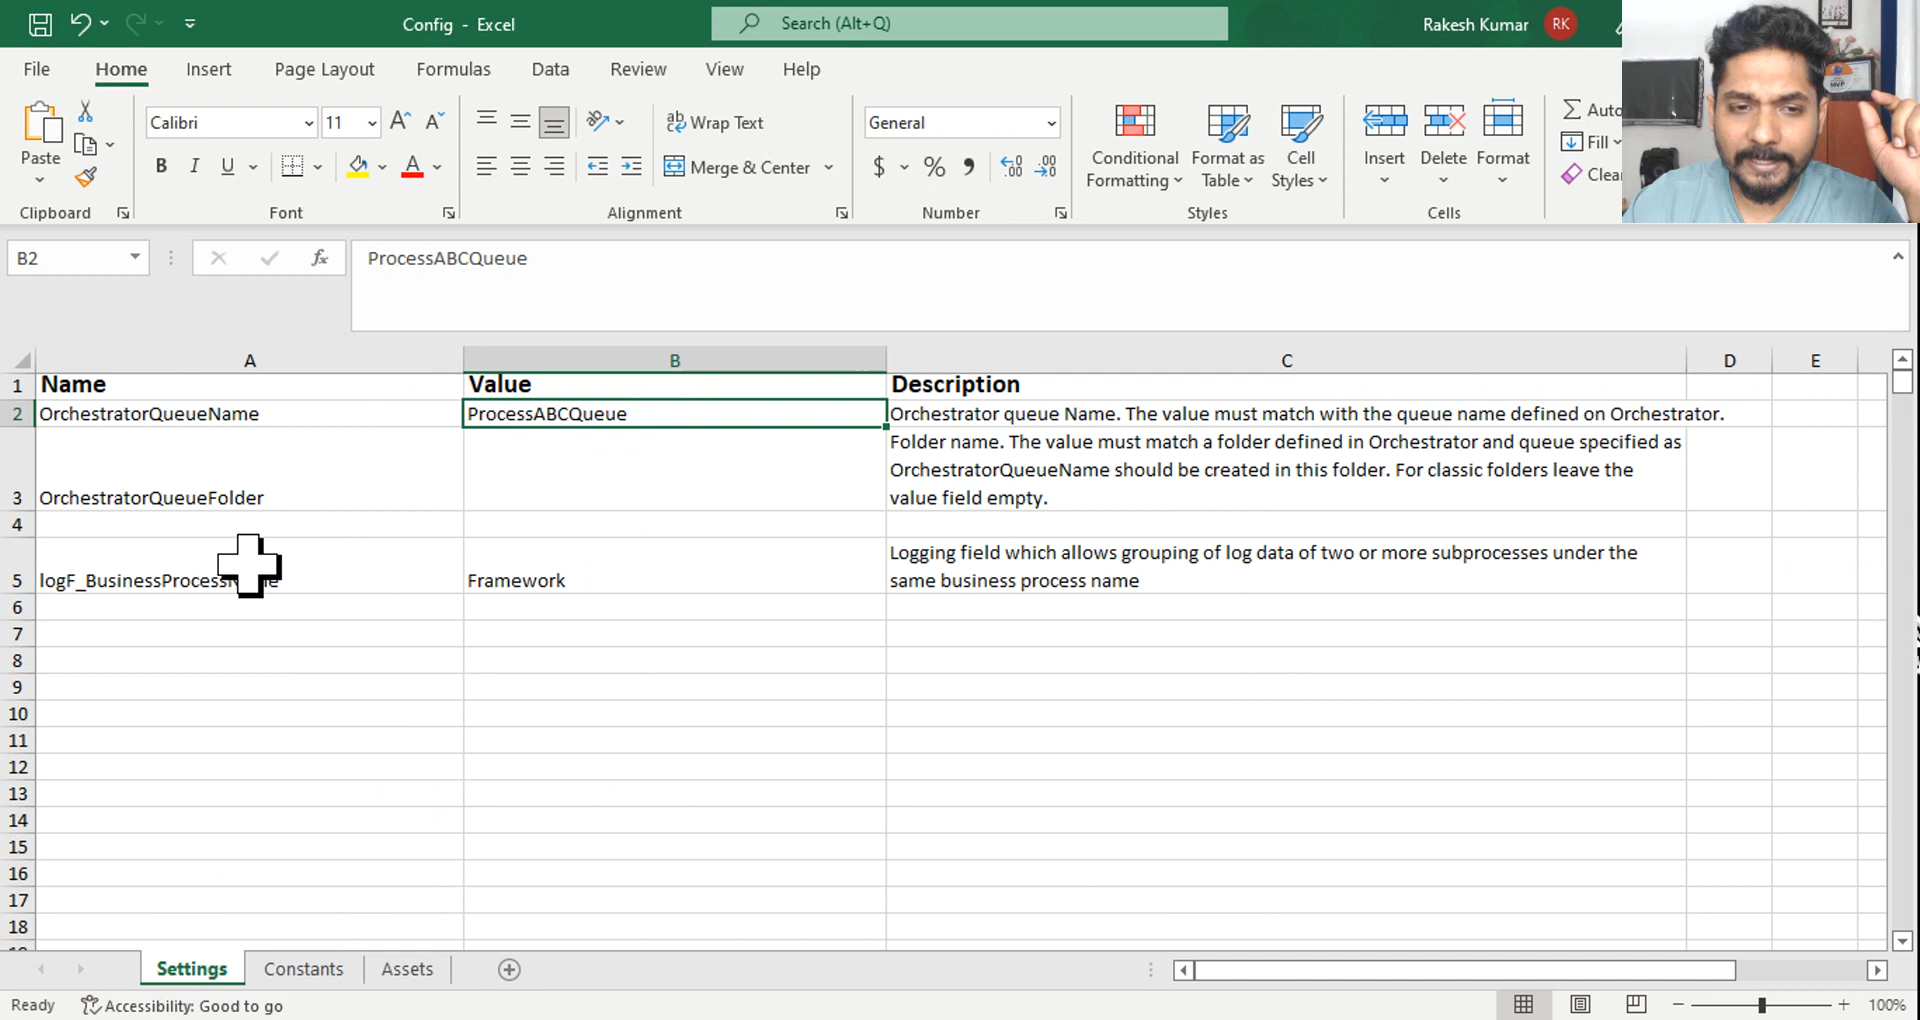 Config - Excel
Search (Alt+Q)
Rakesh Kumar
RK
File
Home
Insert
Page Layout
Formulas
Data
Review
View
Help
Paste
Clipboard
Calibri
11
B
I
U
Font
Wrap Text
Merge & Center
Alignment
General
$
%
Number
Conditional
Formatting
Format as
Table
Cell
Styles
Styles
Insert
Delete
Format
Cells
Auto
Fill
Clea
B2
fx
ProcessABCQueue
A
B
C
D
E
1
Name
Value
Description
2
OrchestratorQueueName
ProcessABCQueue
Orchestrator queue Name. The value must match with the queue name defined on Orchestrator.
Folder name. The value must match a folder defined in Orchestrator and queue specified as
OrchestratorQueueName should be created in this folder. For classic folders leave the
value field empty.
3
OrchestratorQueueFolder
4
Logging field which allows grouping of log data of two or more subprocesses under the
same business process name
5
logF_BusinessProcessName
Framework
6
7
8
9
10
11
12
13
14
15
16
17
18
Settings
Constants
Assets
Ready
Accessibility: Good to go
100%